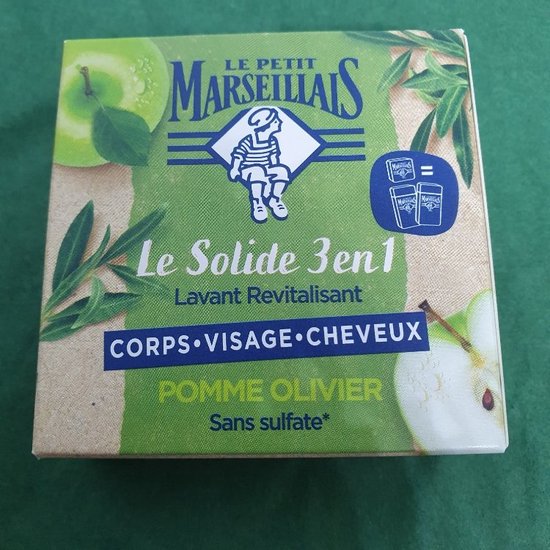 LE PETIT
MARSEILLAIS
=
Le Solide 3en1
Lavant Revitalisant
CORPS•VISAGE•CHEVEUX
POMME OLIVIER
Sans sulfate*